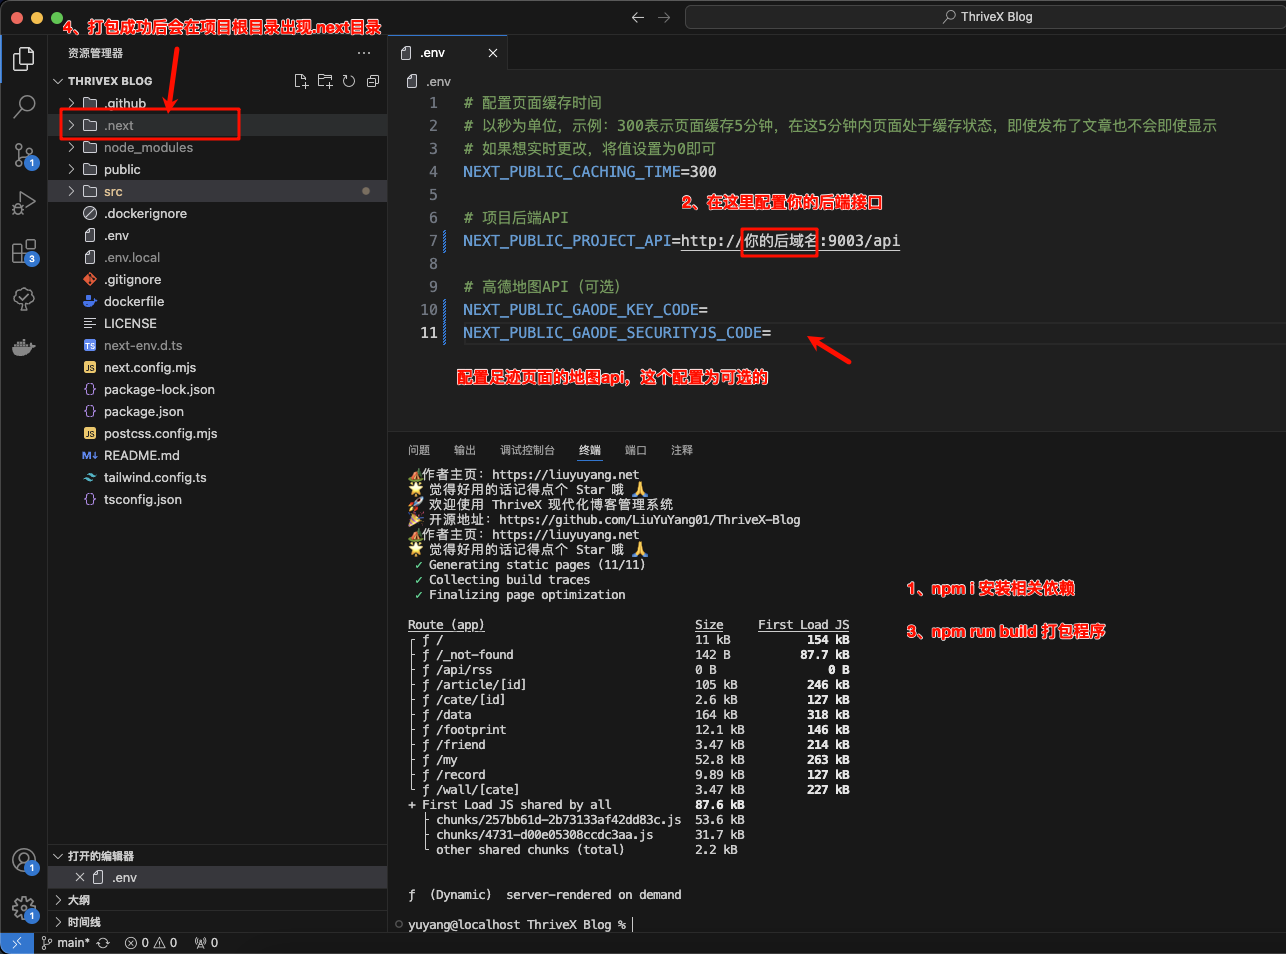 ThriveX Blog
4、打包成功后会在项目根目录出现.next目录
资源管理器
THRIVEX BLOG
.github
.next
node_modules
public
src
.dockerignore
.env
.env.local
.gitignore
dockerfile
LICENSE
TS next-env.d.ts
JS next.config.mjs
{} package-lock.json
{} package.json
JS postcss.config.mjs
M↓ README.md
tailwind.config.ts
{} tsconfig.json
打开的编辑器
.env
大纲
时间线
1
3
1
1
.env
.env
1 # 配置页面缓存时间
2 # 以秒为单位，示例：300表示页面缓存5分钟，在这5分钟内页面处于缓存状态，即使发布了文章也不会即使显示
3 # 如果想实时更改，将值设置为0即可
4 NEXT_PUBLIC_CACHING_TIME=300
5
2、在这里配置你的后端接口
6 # 项目后端API
7 NEXT_PUBLIC_PROJECT_API=http://你的后域名:9003/api
8
9 # 高德地图API（可选）
10 NEXT_PUBLIC_GAODE_KEY_CODE=
11 NEXT_PUBLIC_GAODE_SECURITYJS_CODE=
配置足迹页面的地图api，这个配置为可选的
问题 输出 调试控制台 终端 端口 注释
🏕️作者主页：https://liuyuyang.net
🌟 觉得好用的话记得点个 Star 哦 🙏
🚀 欢迎使用 ThriveX 现代化博客管理系统
🎉 开源地址：https://github.com/LiuYuYang01/ThriveX-Blog
🏕️作者主页：https://liuyuyang.net
🌟 觉得好用的话记得点个 Star 哦 🙏
✓ Generating static pages (11/11)
✓ Collecting build traces
✓ Finalizing page optimization
1、npm i 安装相关依赖
3、npm run build 打包程序
Route (app) Size First Load JS
┌ ƒ / 11 kB 154 kB
├ ƒ /_not-found 142 B 87.7 kB
├ ƒ /api/rss 0 B 0 B
├ ƒ /article/[id] 105 kB 246 kB
├ ƒ /cate/[id] 2.6 kB 127 kB
├ ƒ /data 164 kB 318 kB
├ ƒ /footprint 12.1 kB 146 kB
├ ƒ /friend 3.47 kB 214 kB
├ ƒ /my 52.8 kB 263 kB
├ ƒ /record 9.89 kB 127 kB
└ ƒ /wall/[cate] 3.47 kB 227 kB
+ First Load JS shared by all 87.6 kB
├ chunks/257bb61d-2b73133af42dd83c.js 53.6 kB
├ chunks/4731-d00e05308ccdc3aa.js 31.7 kB
└ other shared chunks (total) 2.2 kB
ƒ (Dynamic) server-rendered on demand
yuyang@localhost ThriveX Blog %
main* 0 0 0